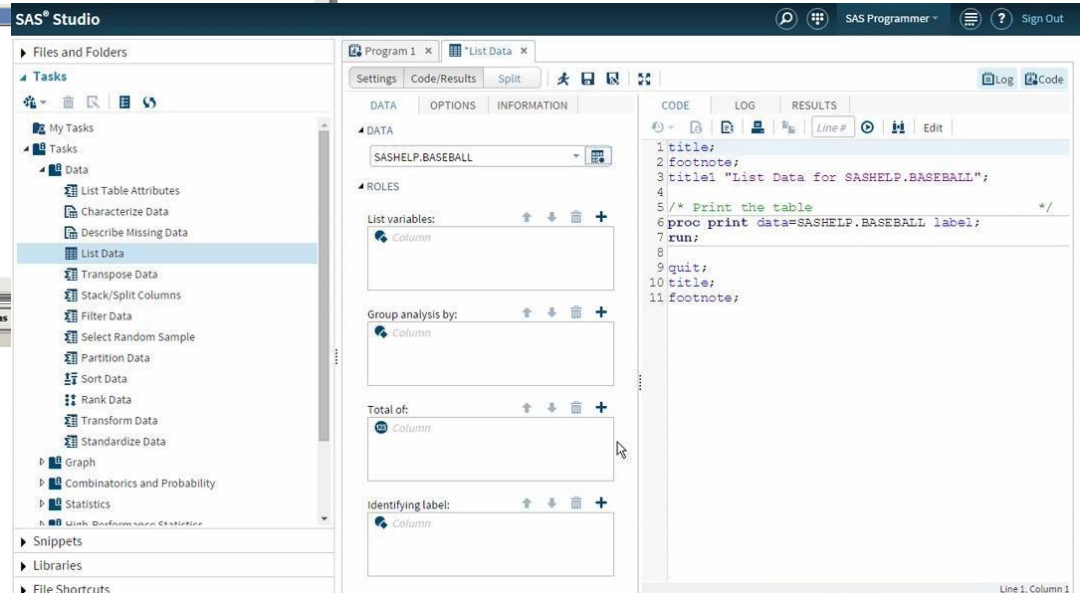 SAS® Studio
SAS Programmer
Sign Out
Files and Folders
Tasks
My Tasks
Tasks
Data
List Table Attributes
Characterize Data
Describe Missing Data
List Data
Transpose Data
Stack/Split Columns
Filter Data
Select Random Sample
Partition Data
Sort Data
Rank Data
Transform Data
Standardize Data
Graph
Combinatorics and Probability
Statistics
High-Performance Statistics
Snippets
Libraries
File Shortcuts
Program 1
*List Data
Settings Code/Results Split
Log Code
DATA OPTIONS INFORMATION
DATA
SASHELP.BASEBALL
ROLES
List variables:
Column
Group analysis by:
Column
Total of:
123 Column
Identifying label:
Column
CODE LOG RESULTS
Line # Edit
1 title;
2 footnote;
3 title1 "List Data for SASHELP.BASEBALL";
4
5 /* Print the table */
6 proc print data=SASHELP.BASEBALL label;
7 run;
8
9 quit;
10 title;
11 footnote;
Line 1, Column 1